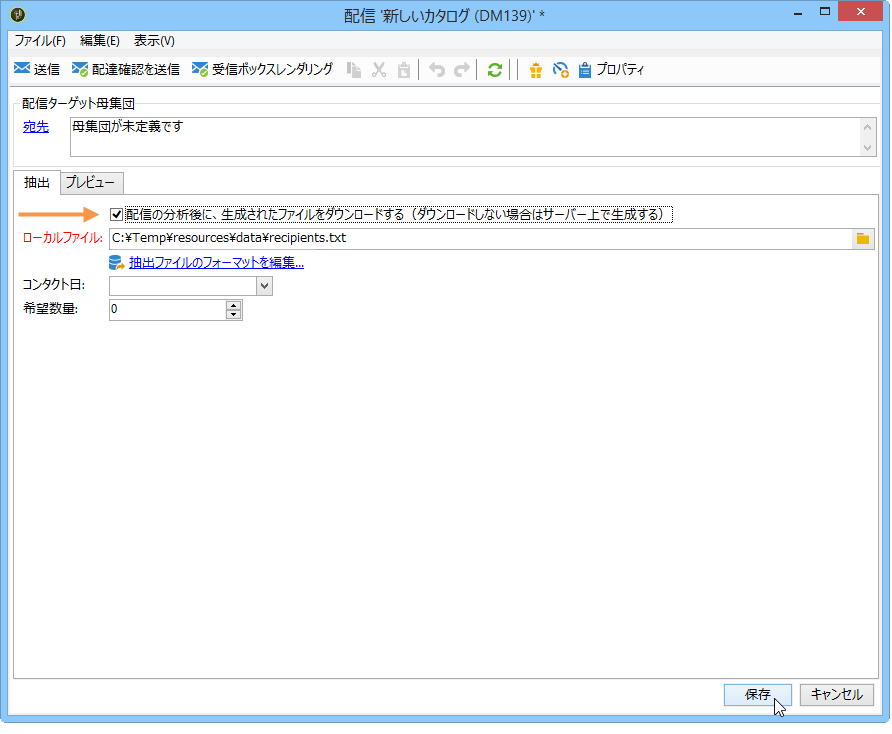 配信 '新しいカタログ (DM139)' *
ファイル(F) 編集(E) 表示(V)
送信 配達確認を送信 受信ボックスレンダリング プロパティ
配信ターゲット母集団
宛先 母集団が未定義です
抽出 プレビュー
配信の分析後に、生成されたファイルをダウンロードする（ダウンロードしない場合はサーバー上で生成する）
ローカルファイル: C:¥Temp¥resources¥data¥recipients.txt
抽出ファイルのフォーマットを編集...
コンタクト日:
希望数量: 0
保存 キャンセル